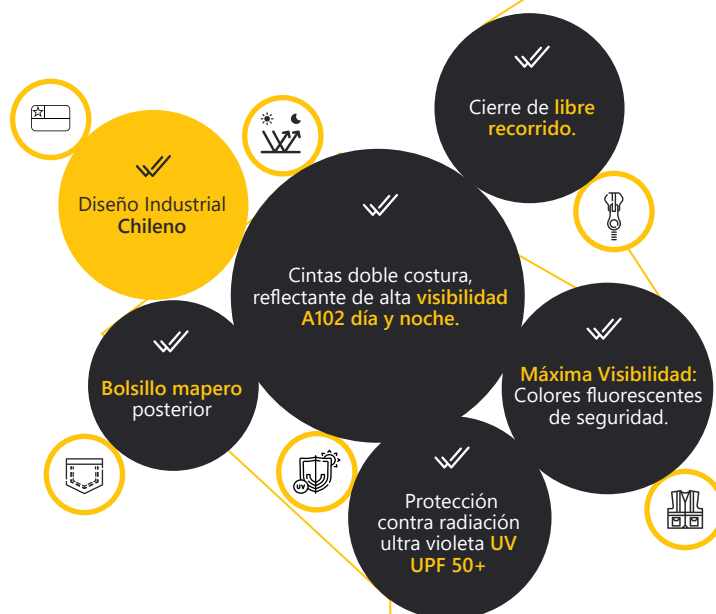 Cierre de libre
recorrido.
Diseño Industrial
Chileno
Cintas doble costura,
reflectante de alta visibilidad
A102 día y noche.
Bolsillo mapero
posterior
Máxima Visibilidad:
Colores fluorescentes
de seguridad.
UV
Protección
contra radiación
ultra violeta UV
UPF 50+